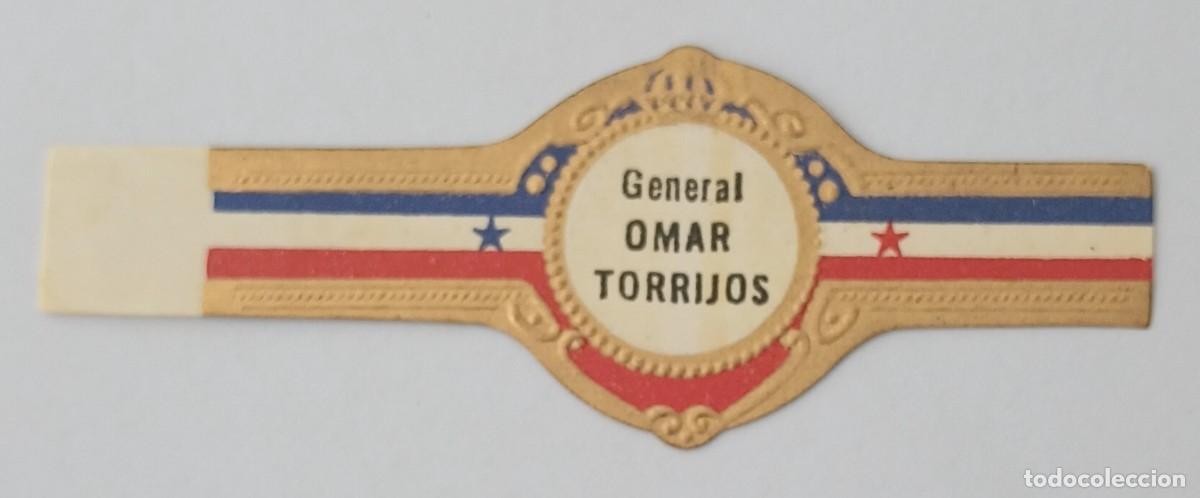 General
OMAR
TORRIJOS
todocoleccion